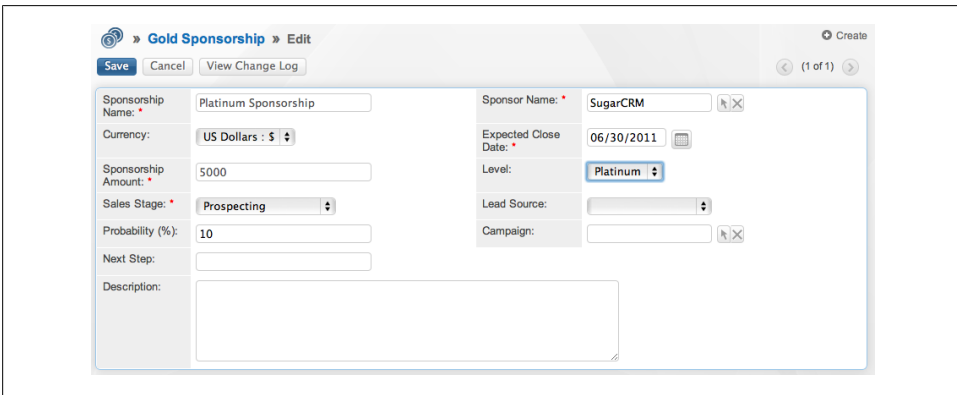 » Gold Sponsorship » Edit
Create
Save Cancel View Change Log
(1 of 1)
Sponsorship Name: * Platinum Sponsorship
Sponsor Name: * SugarCRM
Currency: US Dollars : $
Expected Close Date: * 06/30/2011
Sponsorship Amount: * 5000
Level: Platinum
Sales Stage: * Prospecting
Lead Source:
Probability (%): 10
Campaign:
Next Step:
Description: